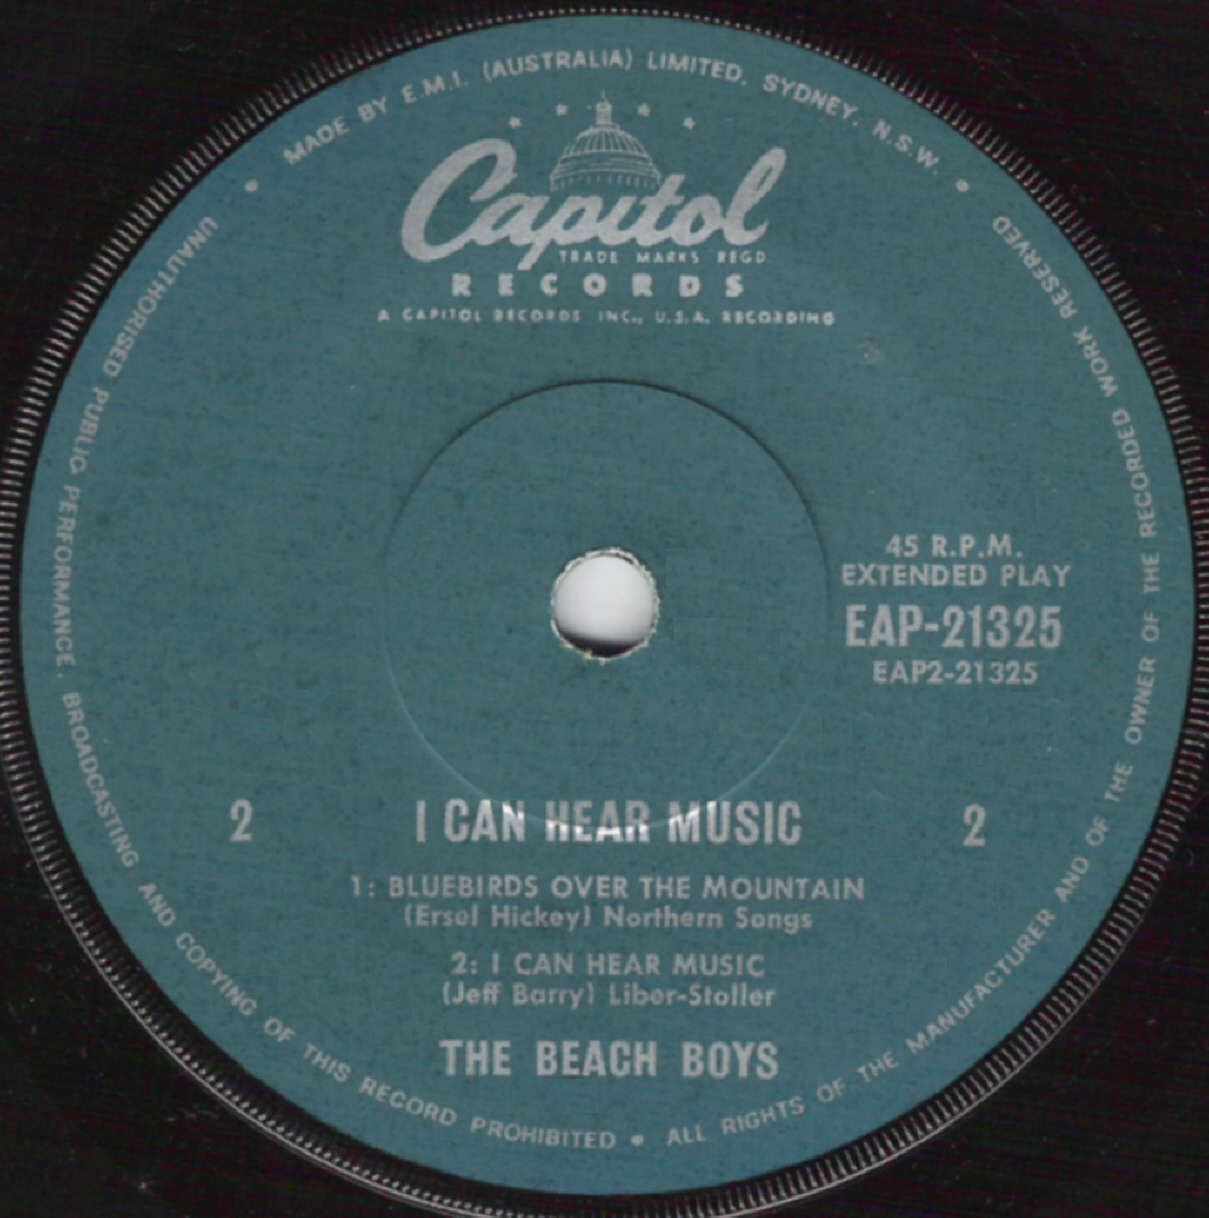 MADE BY E.M.I. (AUSTRALIA) LIMITED. SYDNEY. N.S.W.
Capitol
TRADE MARKS REGD
RECORDS
A CAPITOL RECORDS INC., U.S.A. RECORDING
45 R.P.M.
EXTENDED PLAY
EAP-21325
EAP2-21325
2 I CAN HEAR MUSIC 2
1: BLUEBIRDS OVER THE MOUNTAIN
(Ersel Hickey) Northern Songs
2: I CAN HEAR MUSIC
(Jeff Barry) Liber-Stoller
THE BEACH BOYS
UNAUTHORISED PUBLIC PERFORMANCE. BROADCASTING AND COPYING OF THIS RECORD PROHIBITED • ALL RIGHTS OF THE MANUFACTURER AND OF THE OWNER OF THE RECORDED WORK RESERVED